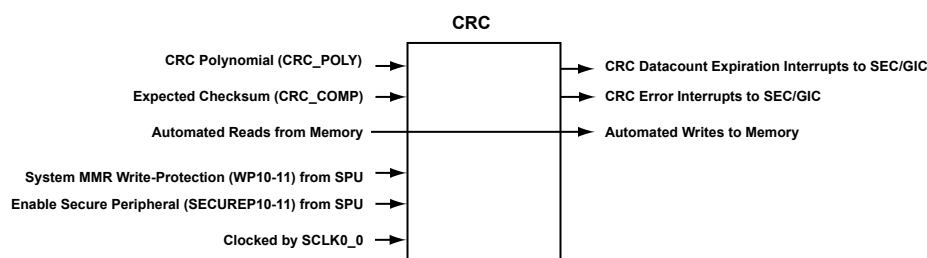 CRC
CRC Polynomial (CRC_POLY)
CRC Datacount Expiration Interrupts to SEC/GIC
Expected Checksum (CRC_COMP)
CRC Error Interrupts to SEC/GIC
Automated Reads from Memory
Automated Writes to Memory
System MMR Write-Protection (WP10-11) from SPU
Enable Secure Peripheral (SECUREP10-11) from SPU
Clocked by SCLK0_0